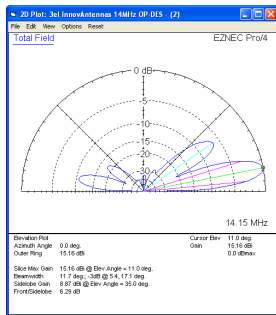 2D Plot: 3el InnovAntennas 14MHz OP-DES - (2)
File Edit View Options Reset
Total Field
EZNEC Pro/4
0 dB
-5
-10
-15
-20
-30
14.15 MHz
Elevation Plot
Azimuth Angle 0.0 deg.
Outer Ring 15.16 dBi
Cursor Elev 11.0 deg.
Gain 15.16 dBi
0.0 dBmax
Slice Max Gain 15.16 dBi @ Elev Angle = 11.0 deg.
Beamwidth 11.7 deg.; -3dB @ 5.4, 17.1 deg.
Sidelobe Gain 8.87 dBi @ Elev Angle = 35.0 deg.
Front/Sidelobe 6.29 dB